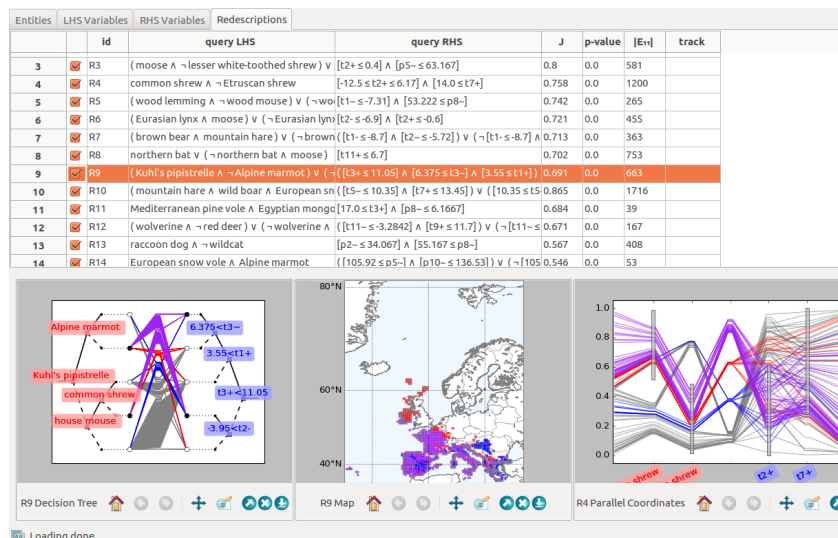 Entities LHS Variables RHS Variables Redescriptions
id query LHS query RHS J p-value |E₁₁| track
3 R3 (moose ∧ ¬ lesser white-toothed shrew) ∨ [t2+ ≤ 0.4] ∧ [p5~ ≤ 63.167] 0.8 0.0 581
4 R4 common shrew ∧ ¬ Etruscan shrew [-12.5 ≤ t2+ ≤ 6.17] ∧ [14.0 ≤ t7+] 0.758 0.0 1200
5 R5 (wood lemming ∧ ¬ wood mouse) ∨ (¬ woo [t1~ ≤ -7.31] ∧ [53.222 ≤ p8~] 0.742 0.0 265
6 R6 (Eurasian lynx ∧ moose) ∨ (¬ Eurasian lyn [t2- ≤ -6.9] ∧ [t2+ ≤ -0.6] 0.721 0.0 455
7 R7 (brown bear ∧ mountain hare) ∨ (¬ brown ([t1- ≤ -8.7] ∧ [t2~ ≤ -5.72]) ∨ (¬ [t1- ≤ -8.7] ∧ 0.713 0.0 363
8 R8 northern bat ∨ (¬ northern bat ∧ moose) [t11+ ≤ 6.7] 0.702 0.0 753
9 R9 (Kuhl's pipistrelle ∧ ¬ Alpine marmot) ∨ (¬ ([t3+ ≤ 11.05] ∧ [6.375 ≤ t3~] ∧ [3.55 ≤ t1+]) 0.691 0.0 663
10 R10 (mountain hare ∧ wild boar ∧ European sn ([t5~ ≤ 10.35] ∧ [t7+ ≤ 13.45]) ∨ ([10.35 ≤ t5- 0.865 0.0 1716
11 R11 Mediterranean pine vole ∧ Egyptian mongo [17.0 ≤ t3+] ∧ [p8~ ≤ 6.1667] 0.684 0.0 39
12 R12 (wolverine ∧ ¬ red deer) ∨ (¬ wolverine ∧ ([t11~ ≤ -3.2842] ∧ [t9+ ≤ 11.7]) ∨ (¬ [t11~ ≤ 0.671 0.0 167
13 R13 raccoon dog ∧ ¬ wildcat [p2~ ≤ 34.067] ∧ [55.167 ≤ p8~] 0.567 0.0 408
14 R14 European snow vole ∧ Alpine marmot ([105.92 ≤ p5~] ∧ [p10~ ≤ 136.53]) ∨ (¬ [105 0.546 0.0 53
Alpine marmot 6.375<t3~
3.55<t1+
Kuhl's pipistrelle
common shrew t3+<11.05
house mouse
-3.95<t2-
80°N
60°N
40°N
1.0
0.8
0.6
0.4
0.2
0.0
shrew shrew t2+ t7+
R9 Decision Tree R9 Map R4 Parallel Coordinates
Loading done